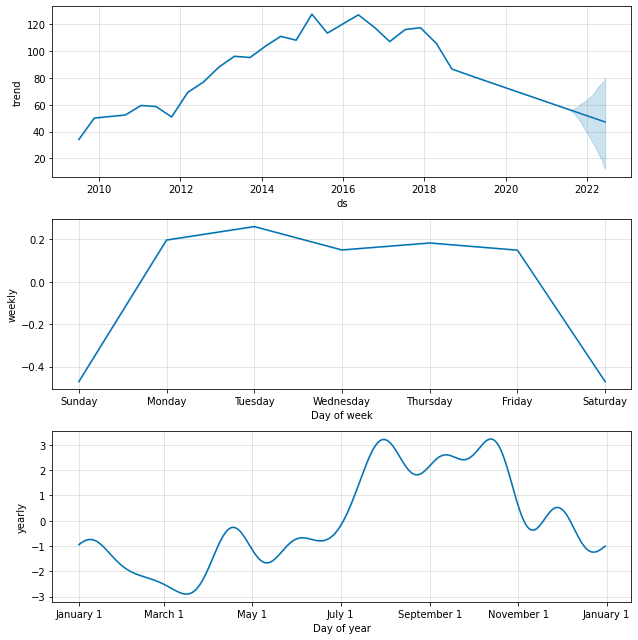 120
100
80
60
40
20
trend
2010 2012 2014 2016 2018 2020 2022
ds
0.2
0.0
−0.2
−0.4
weekly
Sunday Monday Tuesday Wednesday Thursday Friday Saturday
Day of week
3
2
1
0
−1
−2
−3
yearly
January 1 March 1 May 1 July 1 September 1 November 1 January 1
Day of year